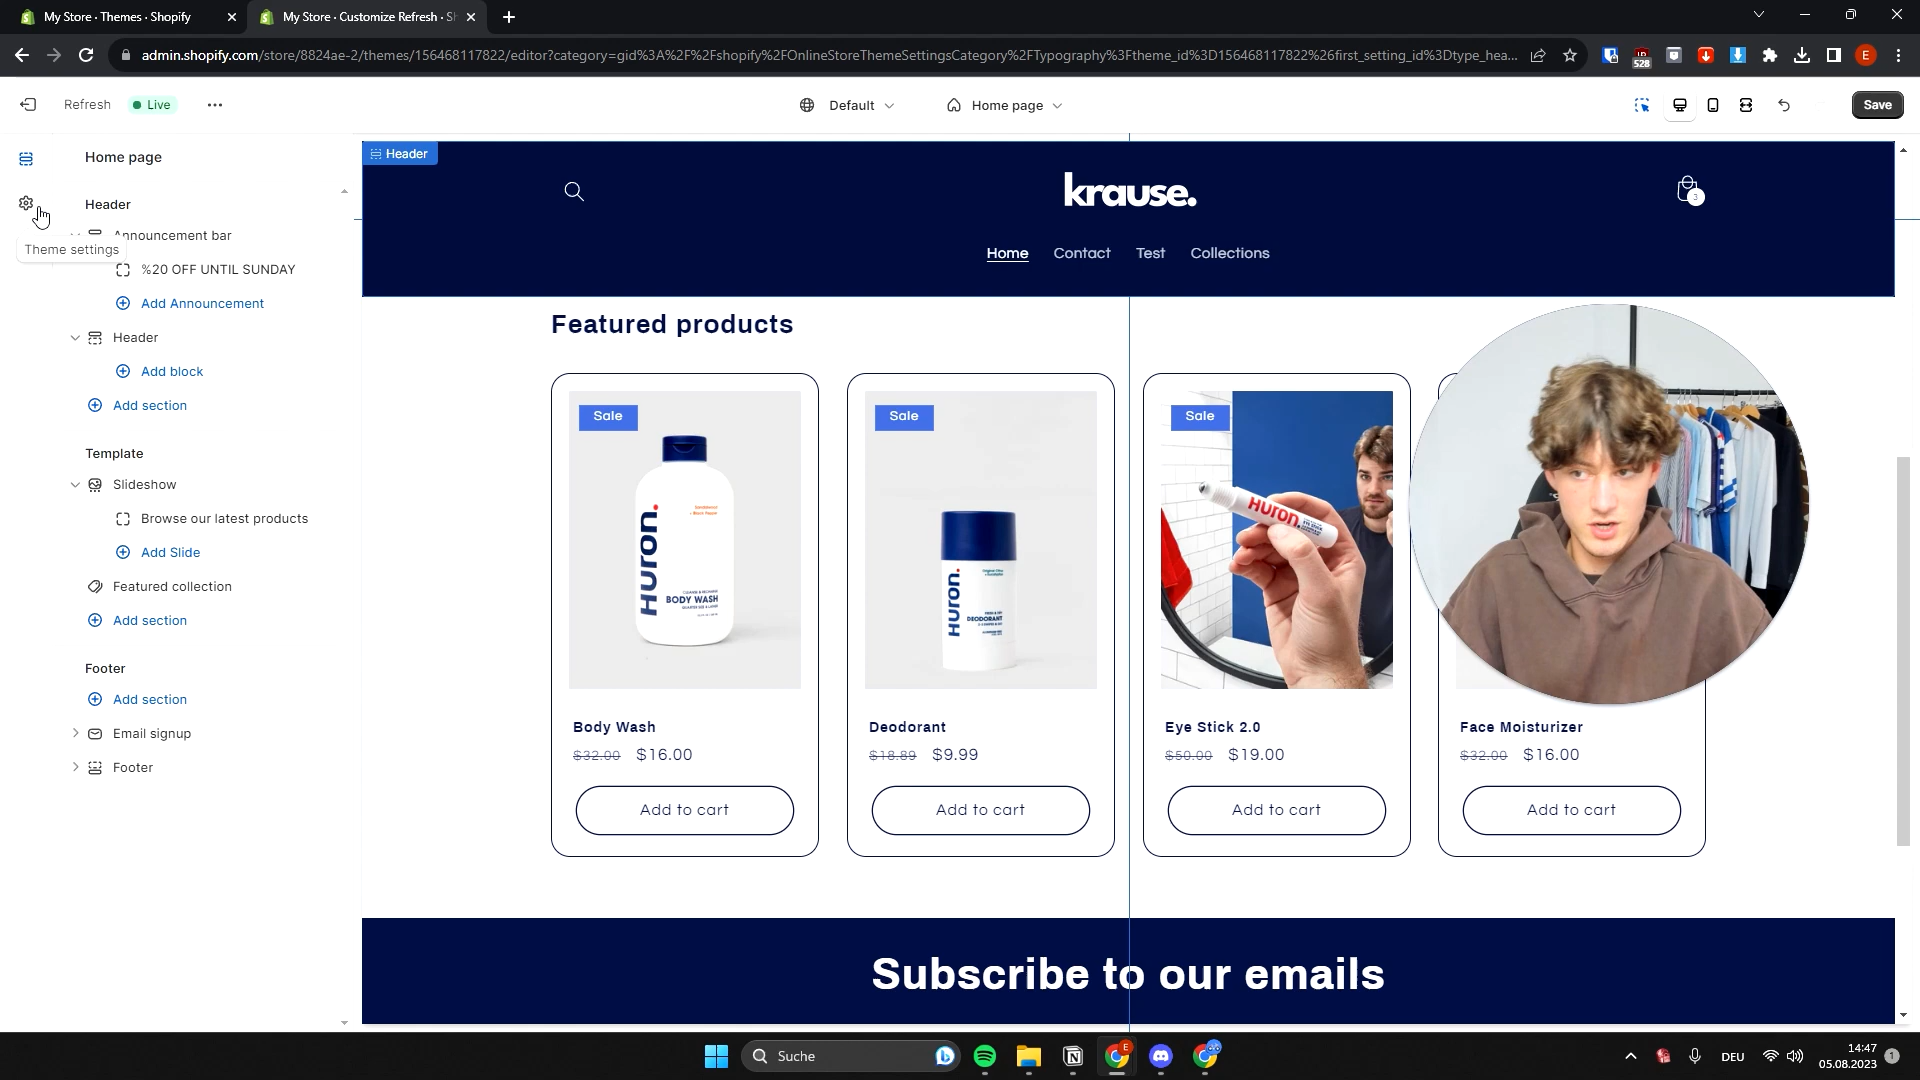 My Store · Themes · Shopify
My Store · Customize Refresh · Sh
admin.shopify.com/store/8824ae-2/themes/156468117822/editor?category=gid%3A%2F%2Fshopify%2FOnlineStoreThemeSettingsCategory%2FTypography%3Ftheme_id%3D156468117822%26first_setting_id%3Dtype_hea...
528
E
Refresh
Live
Default
Home page
Save
Home page
Header
Theme settings
Announcement bar
%20 OFF UNTIL SUNDAY
Add Announcement
Header
Add block
Add section
Template
Slideshow
Browse our latest products
Add Slide
Featured collection
Add section
Footer
Add section
Email signup
Footer
Header
krause.
3
Home
Contact
Test
Collections
Featured products
Sale
Sale
Sale
Huron.
BODY WASH
Huron.
DEODORANT
Huron.
Body Wash
Deodorant
Eye Stick 2.0
Face Moisturizer
$32.00 $16.00
$18.89 $9.99
$50.00 $19.00
$32.00 $16.00
Add to cart
Add to cart
Add to cart
Add to cart
Subscribe to our emails
Suche
E
DEU
14:47
05.08.2023
1